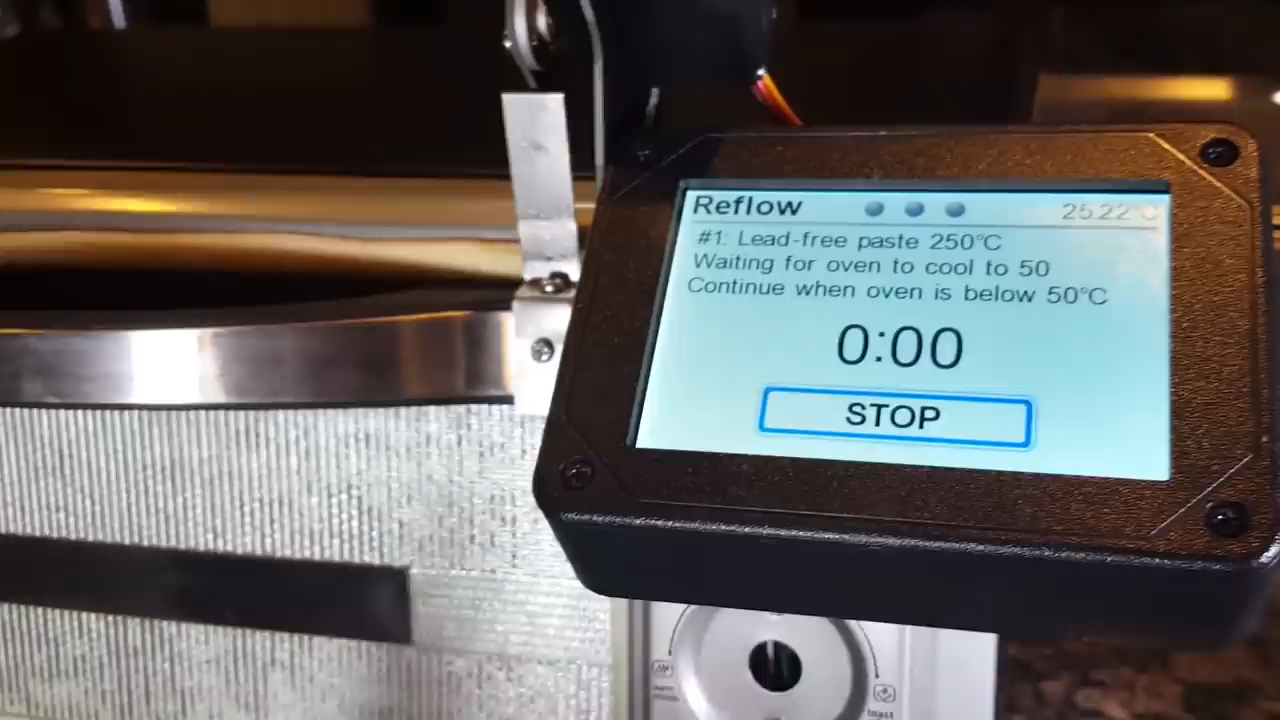 Reflow
25.22°C
#1: Lead-free paste 250°C
Waiting for oven to cool to 50
Continue when oven is below 50°C
0:00
STOP
toast